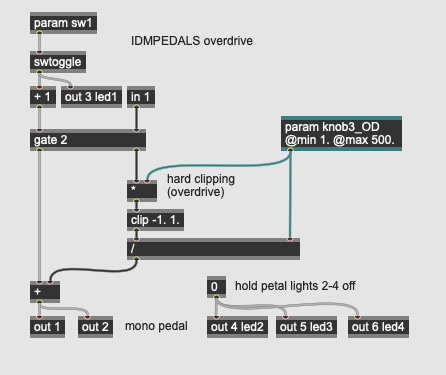 param sw1
IDMPEDALS overdrive
swtoggle
+ 1
out 3 led1
in 1
gate 2
param knob3_OD
@min 1. @max 500.
*
hard clipping
(overdrive)
clip -1. 1.
/
+
0
hold petal lights 2-4 off
out 1
out 2
mono pedal
out 4 led2
out 5 led3
out 6 led4